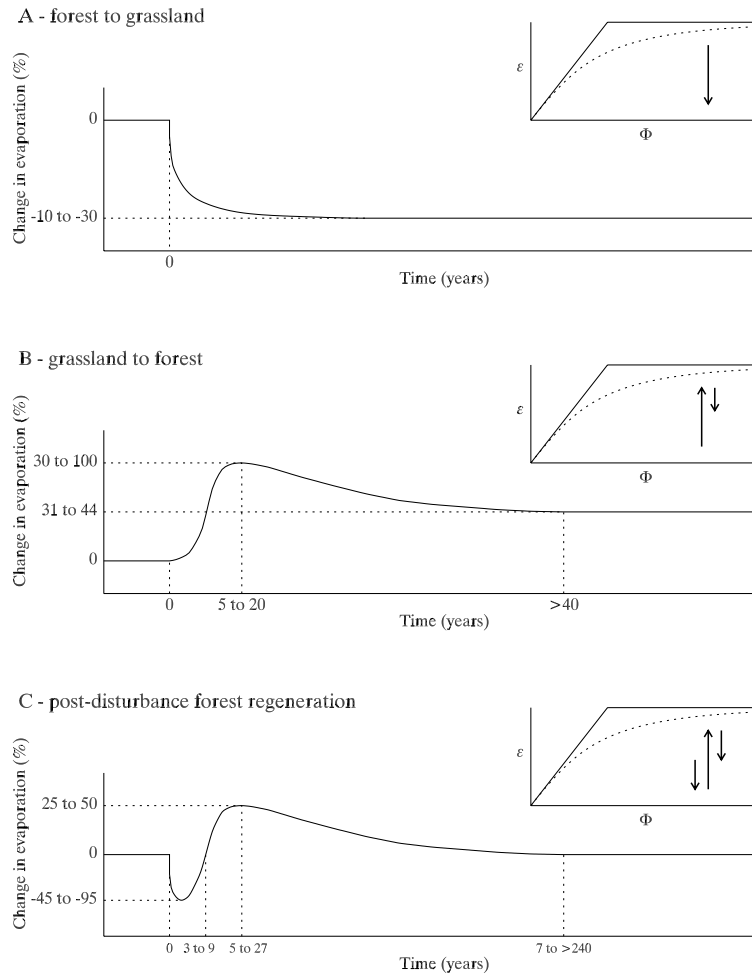 A - forest to grassland
Change in evaporation (%)
0
-10 to -30
0
Time (years)
ε
Φ
B - grassland to forest
Change in evaporation (%)
30 to 100
31 to 44
0
0
5 to 20
>40
Time (years)
ε
Φ
C - post-disturbance forest regeneration
Change in evaporation (%)
25 to 50
0
-45 to -95
0
3 to 9
5 to 27
7 to >240
Time (years)
ε
Φ